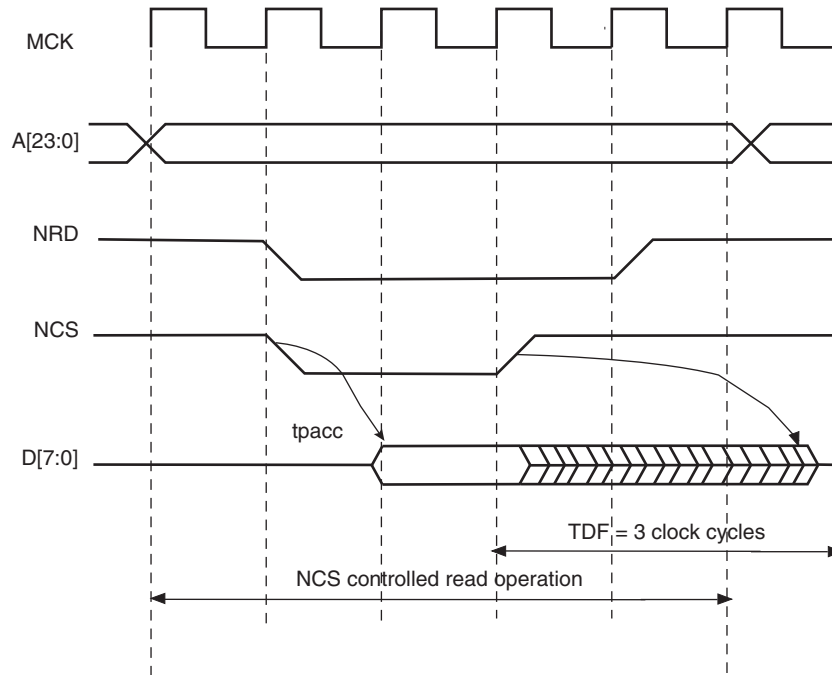 MCK
A[23:0]
NRD
NCS
tpacc
D[7:0]
TDF = 3 clock cycles
NCS controlled read operation